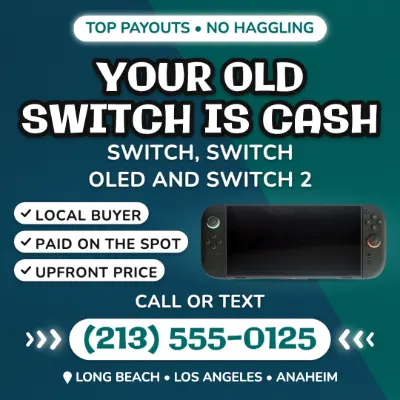 TOP PAYOUTS • NO HAGGLING
YOUR OLD
SWITCH IS CASH
SWITCH, SWITCH
OLED AND SWITCH 2
LOCAL BUYER
PAID ON THE SPOT
UPFRONT PRICE
CALL OR TEXT
(213) 555-0125
LONG BEACH • LOS ANGELES • ANAHEIM